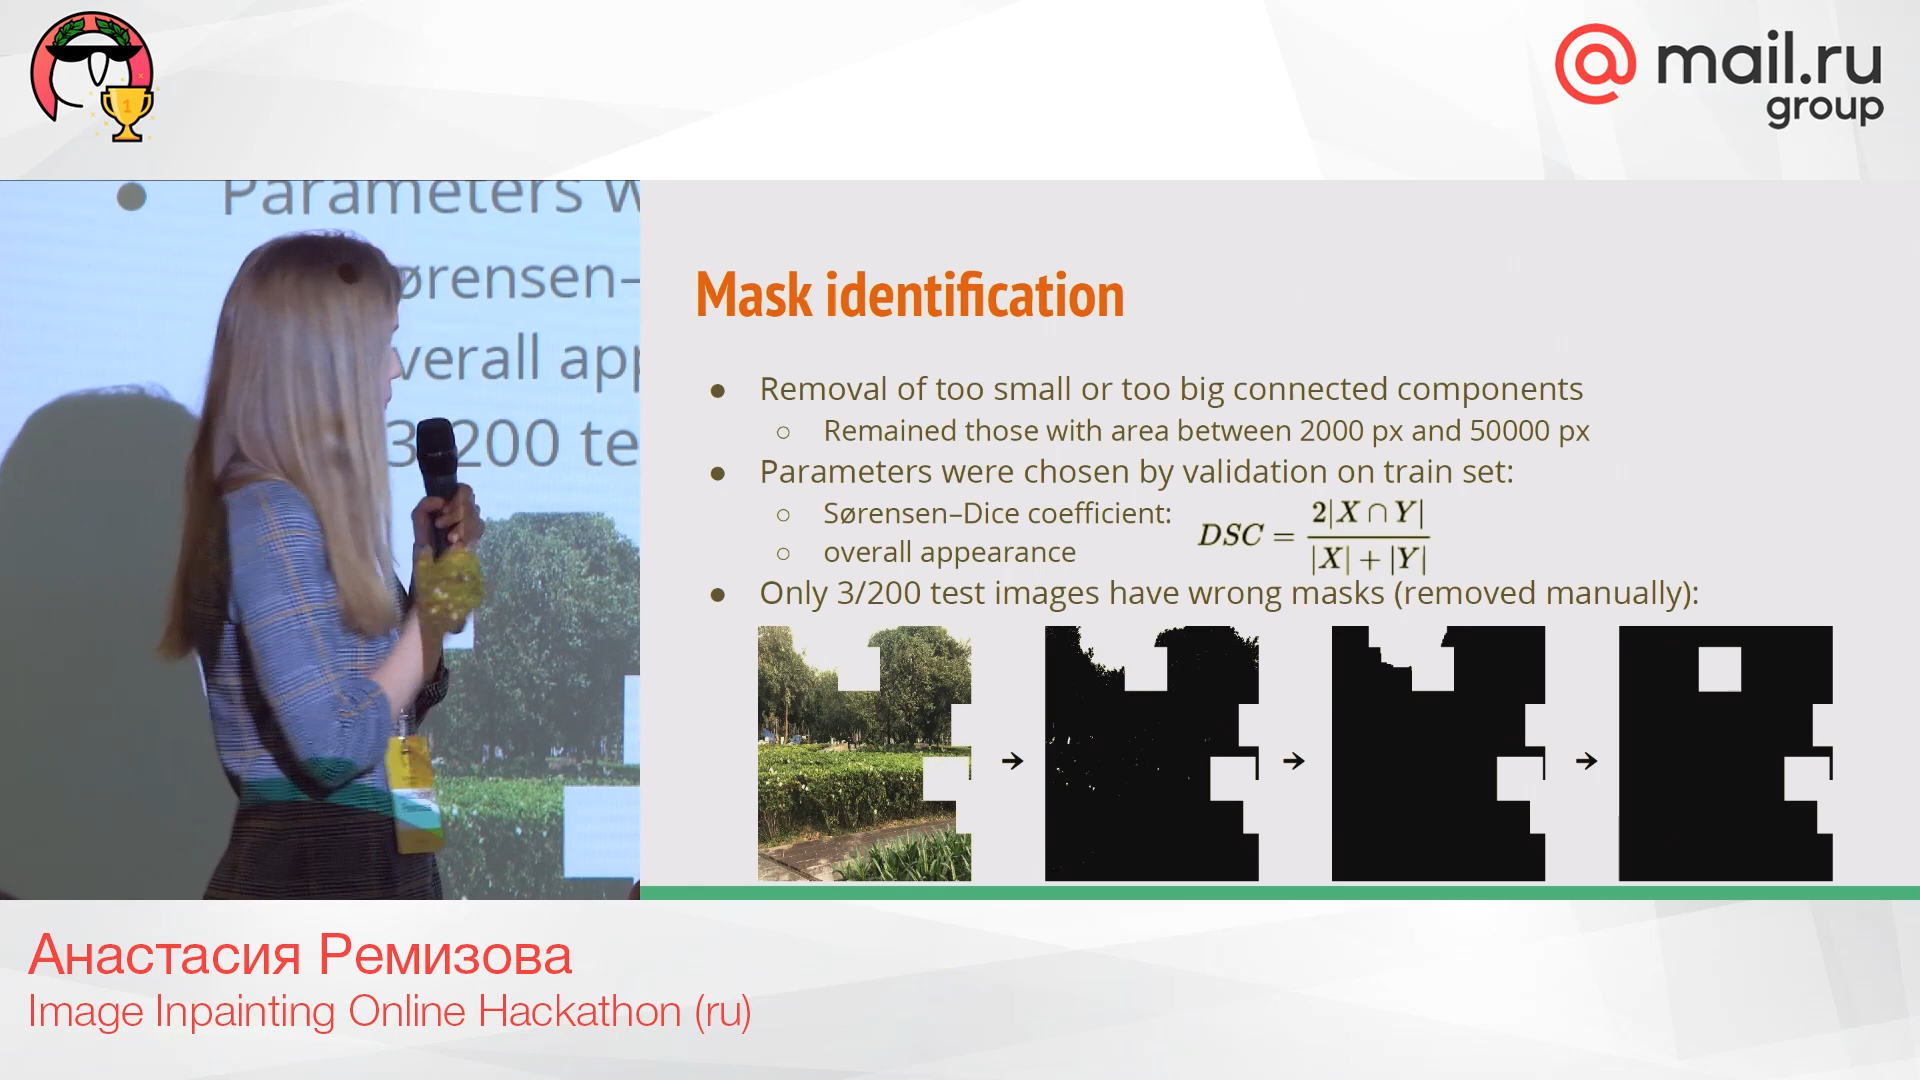 1
@mail.ru
group
Parameters w
ørensen–
verall app
3/200 te
Mask identification
● Removal of too small or too big connected components
○ Remained those with area between 2000 px and 50000 px
● Parameters were chosen by validation on train set:
○ Sørensen–Dice coefficient: DSC = 2|X ∩ Y| / |X| + |Y|
○ overall appearance
● Only 3/200 test images have wrong masks (removed manually):
Анастасия Ремизова
Image Inpainting Online Hackathon (ru)